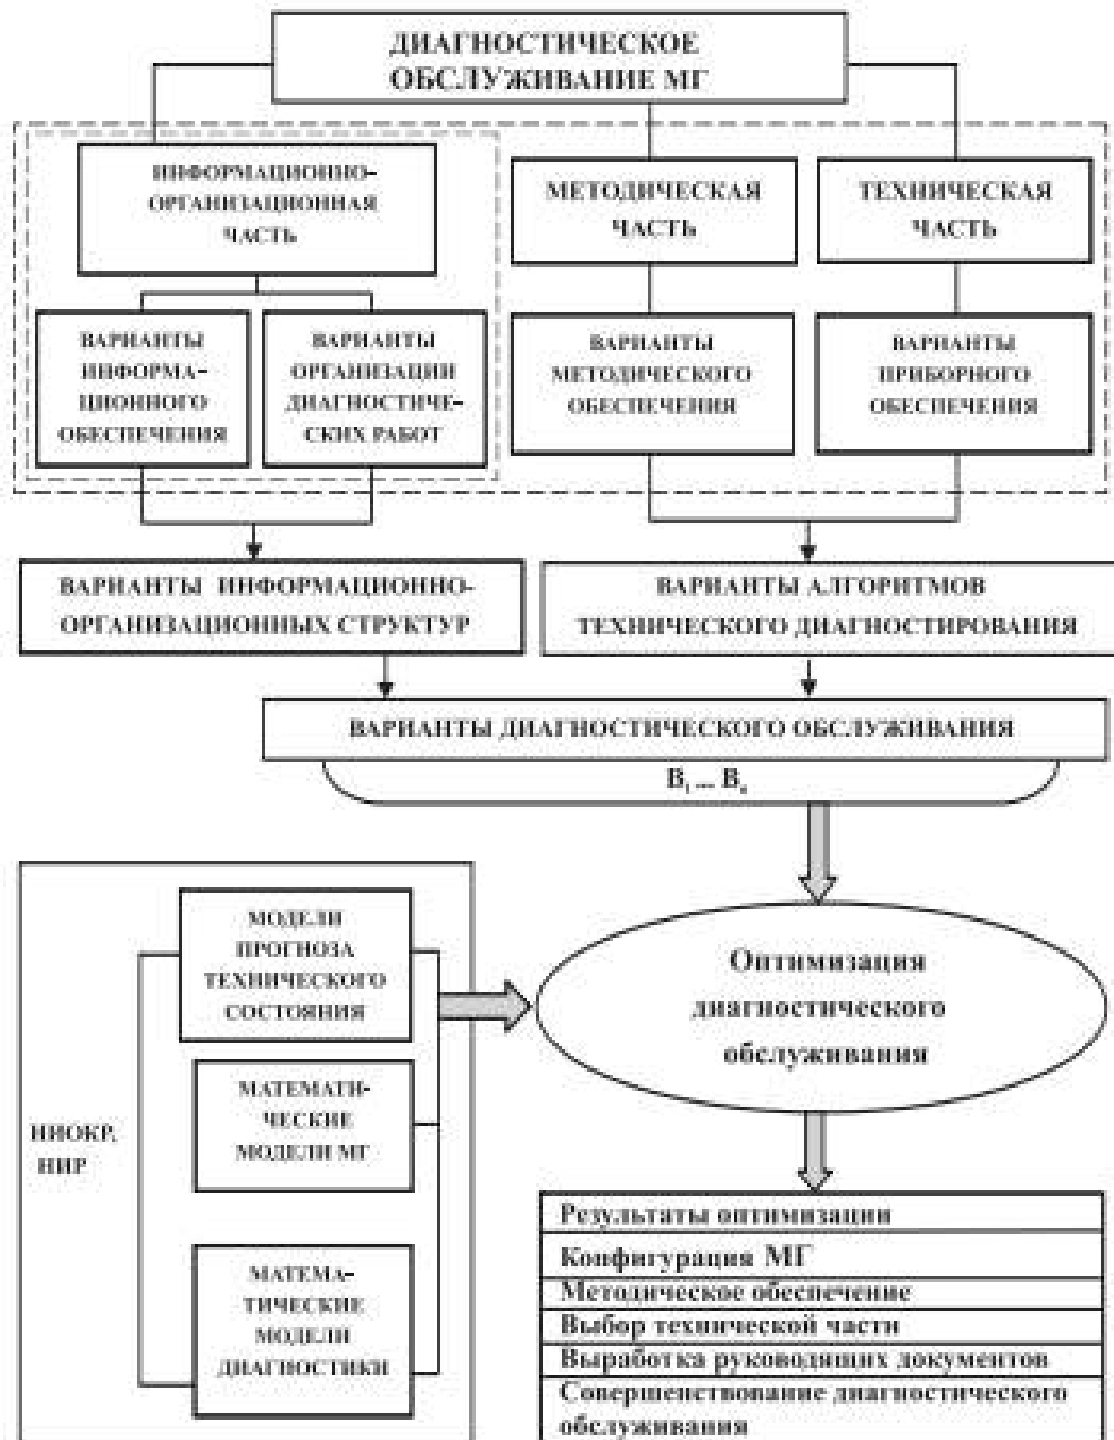 ДИАГНОСТИЧЕСКОЕ
ОБСЛУЖИВАНИЕ МГ
ИНФОРМАЦИОННО-
ОРГАНИЗАЦИОННАЯ
ЧАСТЬ
МЕТОДИЧЕСКАЯ
ЧАСТЬ
ТЕХНИЧЕСКАЯ
ЧАСТЬ
ВАРИАНТЫ
ИНФОРМА-
ЦИОННОГО
ОБЕСПЕЧЕНИЯ
ВАРИАНТЫ
ОРГАНИЗАЦИИ
ДИАГНОСТИЧЕ-
СКИХ РАБОТ
ВАРИАНТЫ
МЕТОДИЧЕСКОГО
ОБЕСПЕЧЕНИЯ
ВАРИАНТЫ
ПРИБОРНОГО
ОБЕСПЕЧЕНИЯ
ВАРИАНТЫ ИНФОРМАЦИОННО-
ОРГАНИЗАЦИОННЫХ СТРУКТУР
ВАРИАНТЫ АЛГОРИТМОВ
ТЕХНИЧЕСКОГО ДИАГНОСТИРОВАНИЯ
ВАРИАНТЫ ДИАГНОСТИЧЕСКОГО ОБСЛУЖИВАНИЯ
В₁ ... Вₙ
МОДЕЛИ
ПРОГНОЗА
ТЕХНИЧЕСКОГО
СОСТОЯНИЯ
МАТЕМАТИ-
ЧЕСКИЕ
МОДЕЛИ МГ
НИОКР,
НИР
МАТЕМА-
ТИЧЕСКИЕ
МОДЕЛИ
ДИАГНОСТИКИ
Оптимизация
диагностического
обслуживания
Результаты оптимизации
Конфигурация МГ
Методическое обеспечение
Выбор технической части
Выработка руководящих документов
Совершенствование диагностического
обслуживания